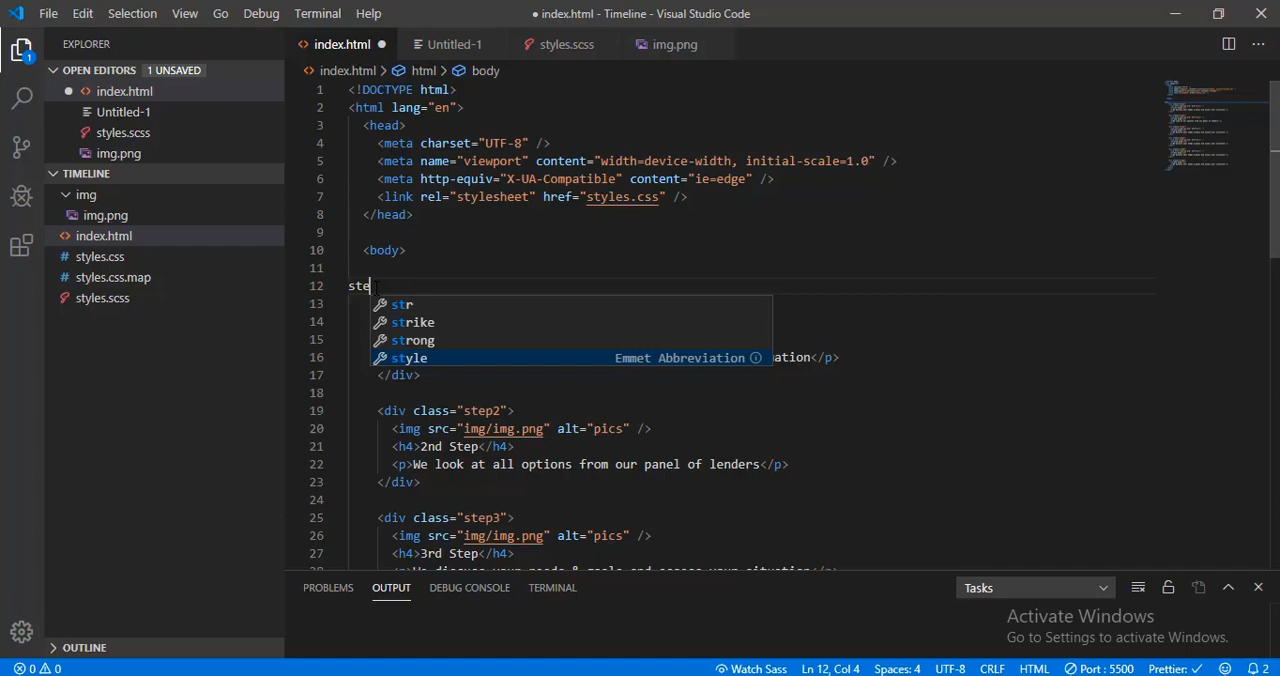 File Edit Selection View Go Debug Terminal Help
● index.html - Timeline - Visual Studio Code
EXPLORER
OPEN EDITORS 1 UNSAVED
index.html
Untitled-1
styles.scss
img.png
TIMELINE
img
img.png
index.html
styles.css
styles.css.map
styles.scss
OUTLINE
1
index.html Untitled-1 styles.scss img.png
index.html > html > body
1 <!DOCTYPE html>
2 <html lang="en">
3 <head>
4 <meta charset="UTF-8" />
5 <meta name="viewport" content="width=device-width, initial-scale=1.0" />
6 <meta http-equiv="X-UA-Compatible" content="ie=edge" />
7 <link rel="stylesheet" href="styles.css" />
8 </head>
9
10 <body>
11
12 ste
str
strike
strong
style Emmet Abbreviation
13
14
15
16 uation</p>
17 </div>
18
19 <div class="step2">
20 <img src="img/img.png" alt="pics" />
21 <h4>2nd Step</h4>
22 <p>We look at all options from our panel of lenders</p>
23 </div>
24
25 <div class="step3">
26 <img src="img/img.png" alt="pics" />
27 <h4>3rd Step</h4>
28
PROBLEMS OUTPUT DEBUG CONSOLE TERMINAL
Tasks
Activate Windows
Go to Settings to activate Windows.
0 0 Watch Sass Ln 12, Col 4 Spaces: 4 UTF-8 CRLF HTML Port : 5500 Prettier: ✓ 2